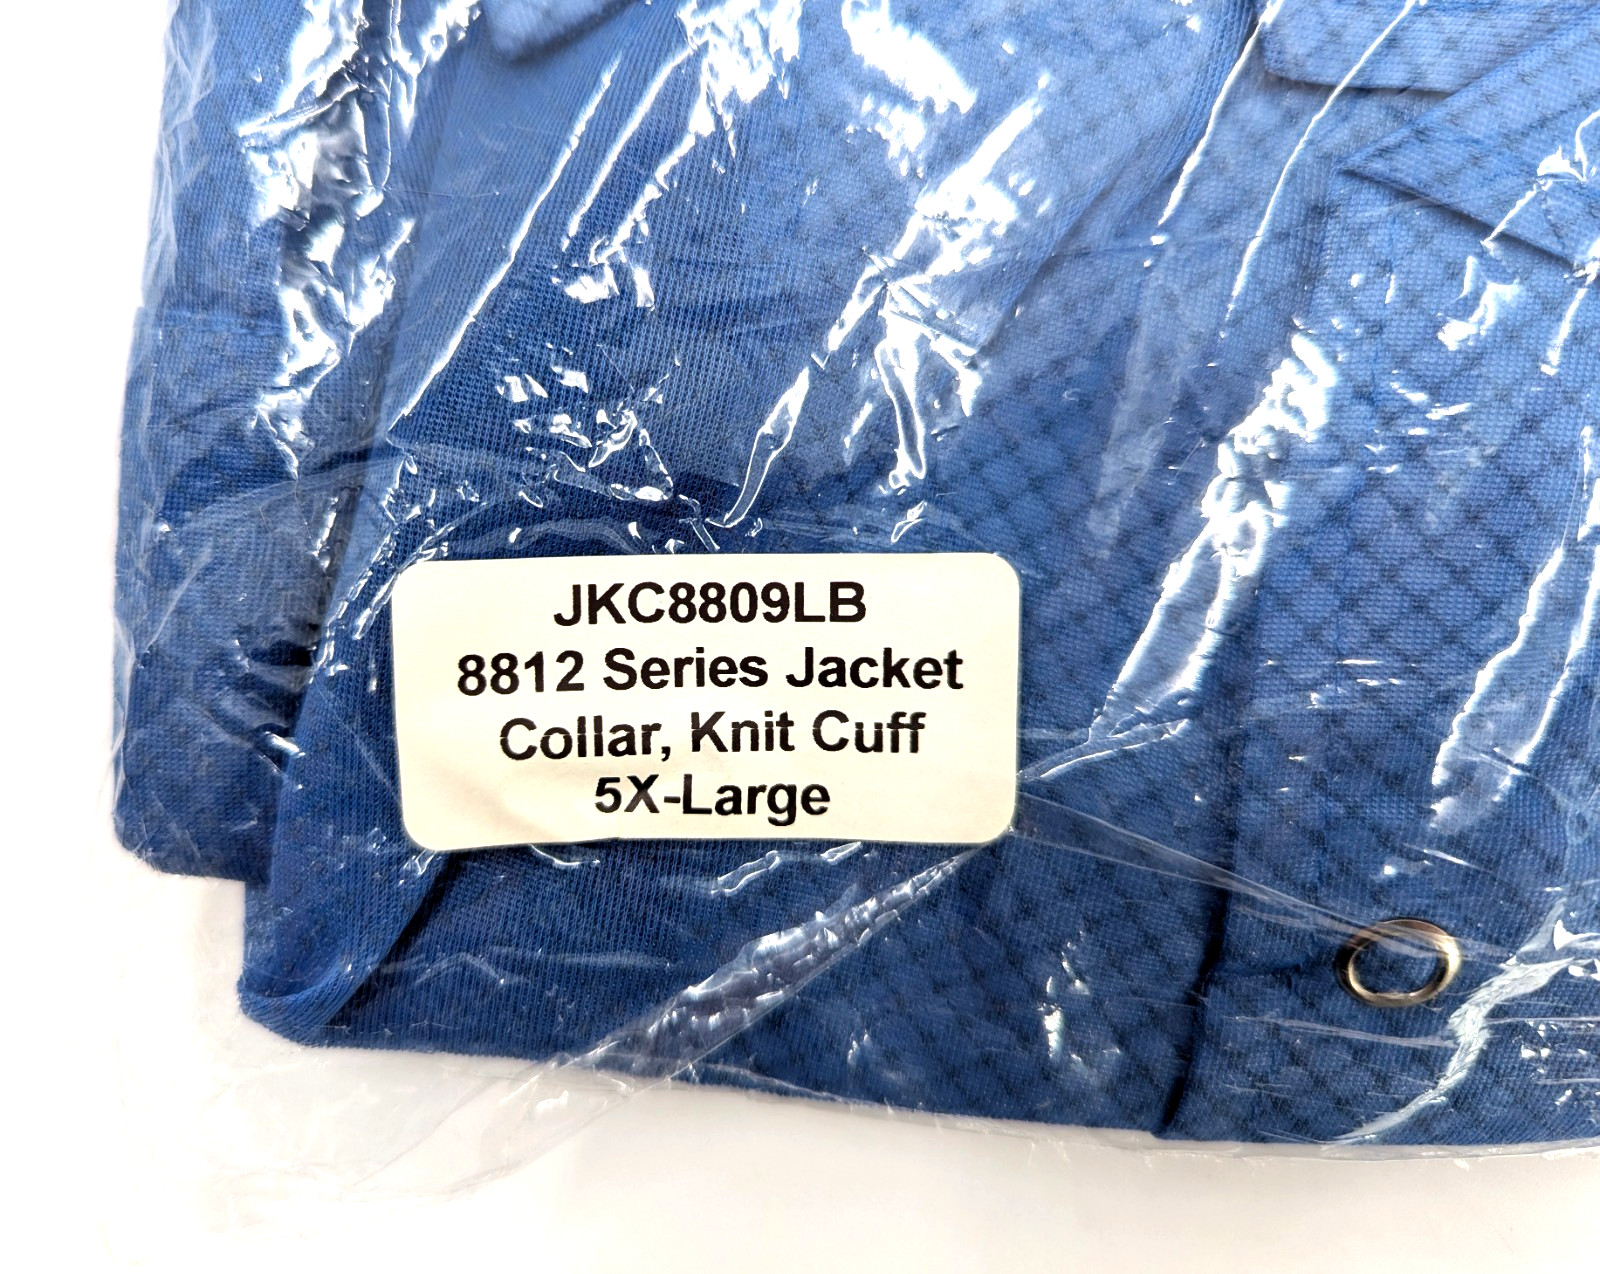 JKC8809LB
8812 Series Jacket
Collar, Knit Cuff
5X-Large